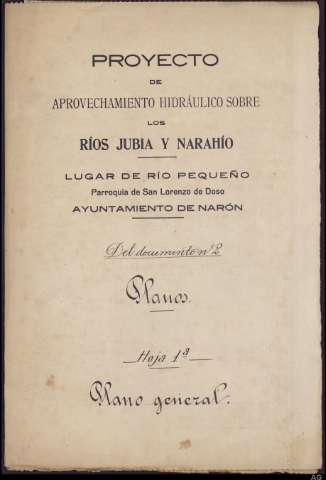 PROYECTO
DE
APROVECHAMIENTO HIDRÁULICO SOBRE
LOS
RÍOS JUBIA Y NARAHÍO
LUGAR DE RÍO PEQUEÑO
Parroquia de San Lorenzo de Doso
AYUNTAMIENTO DE NARÓN
Del documento nº 2
Planos.
Hoja 1ª
Plano general.
AG